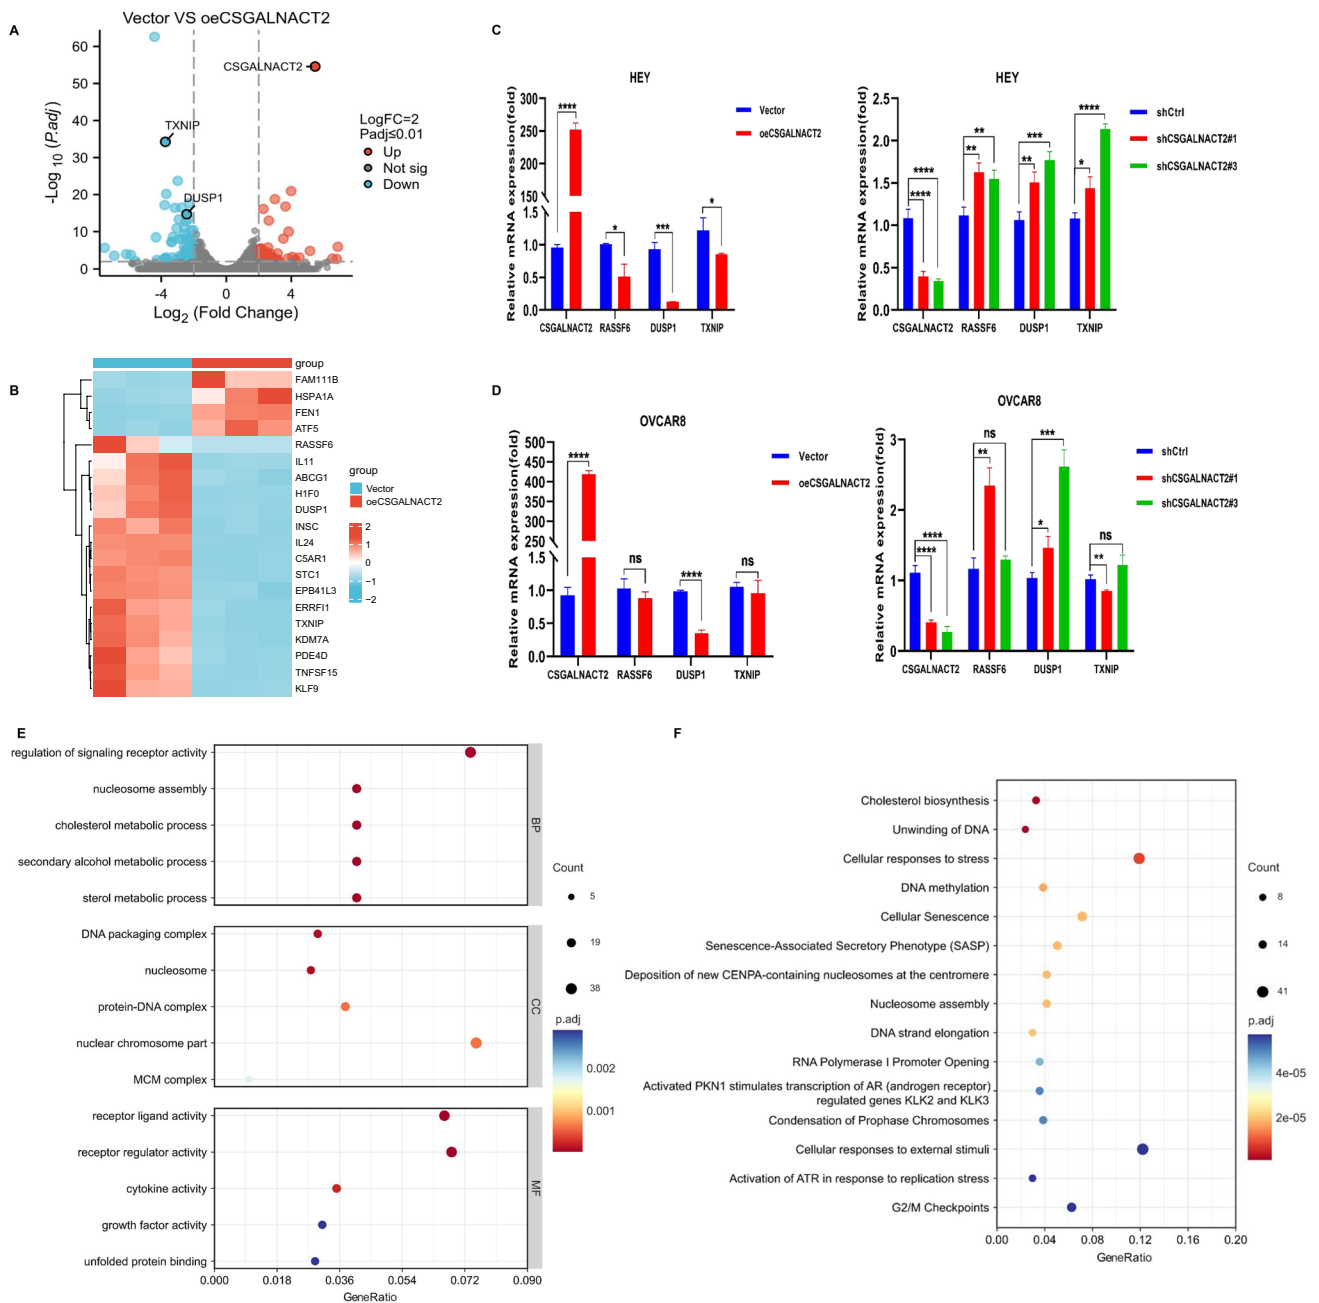 A
Vector VS oeCSGALNACT2
-Log10 (P.adj)
60
50
40
30
20
10
0
-4
0
4
Log2 (Fold Change)
CSGALNACT2
TXNIP
DUSP1
LogFC=2
Padj≤0.01
Up
Not sig
Down
B
group
FAM111B
HSPA1A
FEN1
ATF5
RASSF6
IL11
ABCG1
H1F0
DUSP1
INSC
IL24
C5AR1
STC1
EPB41L3
ERRFI1
TXNIP
KDM7A
PDE4D
TNFSF15
KLF9
group
Vector
oeCSGALNACT2
2
1
0
−1
−2
C
HEY
Relative mRNA expression(fold)
300
250
200
150
1.5
1.0
0.5
0.0
****
*
***
*
CSGALNACT2
RASSF6
DUSP1
TXNIP
Vector
oeCSGALNACT2
HEY
Relative mRNA expression(fold)
2.5
2.0
1.5
1.0
0.5
0.0
****
****
**
**
***
**
****
*
CSGALNACT2
RASSF6
DUSP1
TXNIP
shCtrl
shCSGALNACT2#1
shCSGALNACT2#3
D
OVCAR8
Relative mRNA expression(fold)
500
450
400
350
300
250
1.5
1.0
0.5
0.0
****
ns
****
ns
CSGALNACT2
RASSF6
DUSP1
TXNIP
Vector
oeCSGALNACT2
OVCAR8
Relative mRNA expression(fold)
3
2
1
0
****
****
ns
**
***
*
ns
**
CSGALNACT2
RASSF6
DUSP1
TXNIP
shCtrl
shCSGALNACT2#1
shCSGALNACT2#3
E
regulation of signaling receptor activity
nucleosome assembly
cholesterol metabolic process
secondary alcohol metabolic process
sterol metabolic process
BP
DNA packaging complex
nucleosome
protein-DNA complex
nuclear chromosome part
MCM complex
CC
receptor ligand activity
receptor regulator activity
cytokine activity
growth factor activity
unfolded protein binding
MF
0.000
0.018
0.036
0.054
0.072
0.090
GeneRatio
Count
5
19
38
p.adj
0.002
0.001
F
Cholesterol biosynthesis
Unwinding of DNA
Cellular responses to stress
DNA methylation
Cellular Senescence
Senescence-Associated Secretory Phenotype (SASP)
Deposition of new CENPA-containing nucleosomes at the centromere
Nucleosome assembly
DNA strand elongation
RNA Polymerase I Promoter Opening
Activated PKN1 stimulates transcription of AR (androgen receptor)
regulated genes KLK2 and KLK3
Condensation of Prophase Chromosomes
Cellular responses to external stimuli
Activation of ATR in response to replication stress
G2/M Checkpoints
0.00
0.04
0.08
0.12
0.16
0.20
GeneRatio
Count
8
14
41
p.adj
4e-05
2e-05